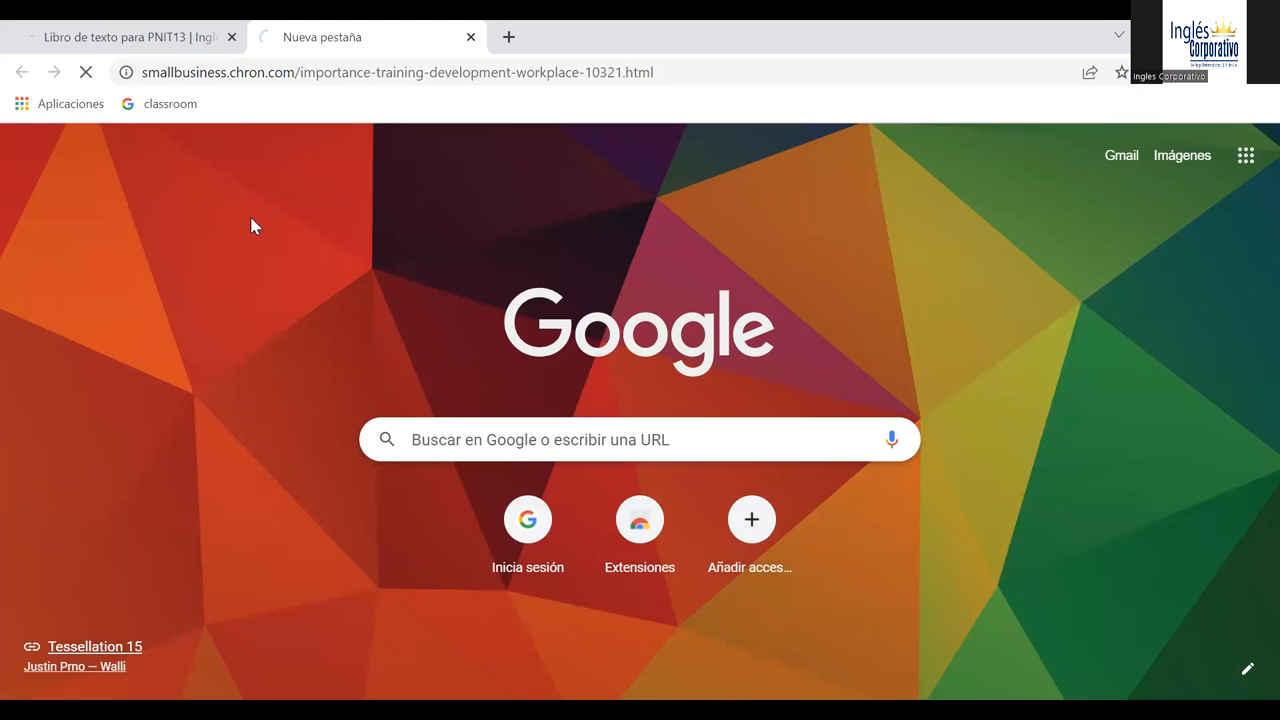 Libro de texto para PNIT13 | Ingl
Nueva pestaña
smallbusiness.chron.com/importance-training-development-workplace-10321.html
Aplicaciones
classroom
Inglés
Corporativo
Ingles Corporativo
Gmail
Imágenes
Google
Buscar en Google o escribir una URL
Inicia sesión
Extensiones
Añadir acces...
Tessellation 15
Justin Prno — Walli